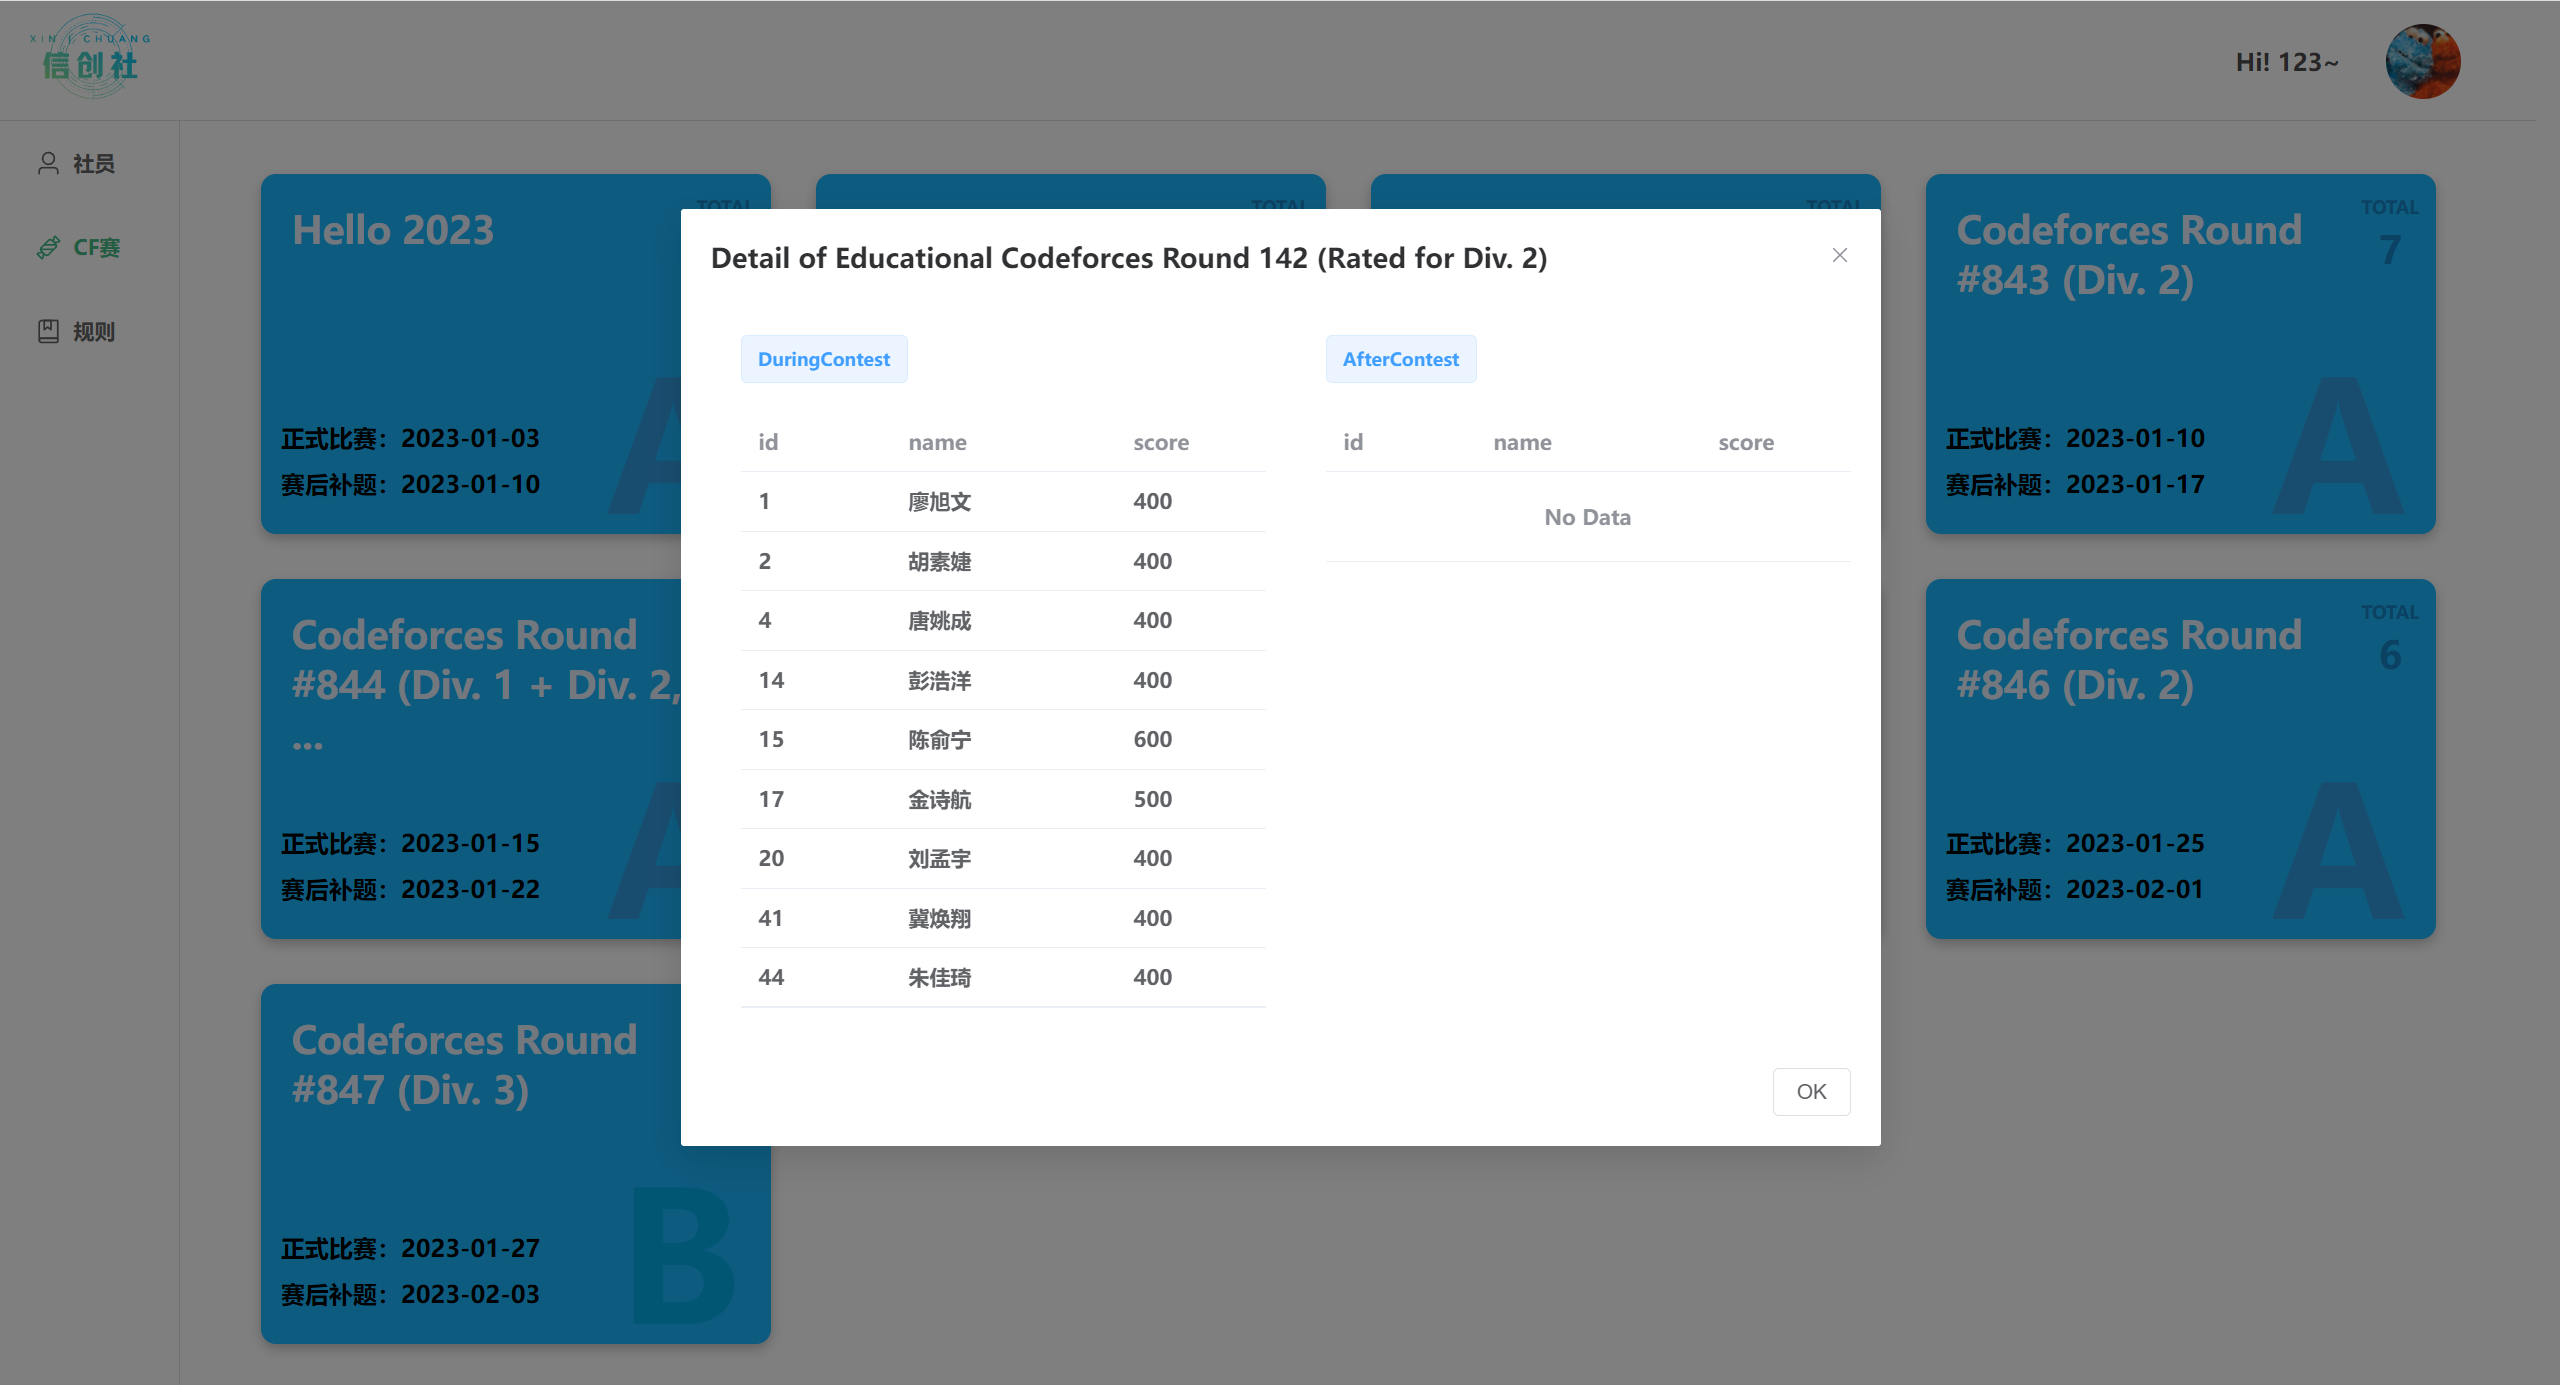 XIN CHUANG
信创社
Hi! 123~
社员
CF赛
规则
Hello 2023
TOTAL
正式比赛：2023-01-03
赛后补题：2023-01-10
A
TOTAL
TOTAL
Codeforces Round
#843 (Div. 2)
TOTAL
7
正式比赛：2023-01-10
赛后补题：2023-01-17
A
Codeforces Round
#844 (Div. 1 + Div. 2,
...
正式比赛：2023-01-15
赛后补题：2023-01-22
A
Codeforces Round
#846 (Div. 2)
TOTAL
6
正式比赛：2023-01-25
赛后补题：2023-02-01
A
Codeforces Round
#847 (Div. 3)
正式比赛：2023-01-27
赛后补题：2023-02-03
B
Detail of Educational Codeforces Round 142 (Rated for Div. 2)
DuringContest
id name score
1 廖旭文 400
2 胡素婕 400
4 唐姚成 400
14 彭浩洋 400
15 陈俞宁 600
17 金诗航 500
20 刘孟宇 400
41 冀焕翔 400
44 朱佳琦 400
AfterContest
id name score
No Data
OK